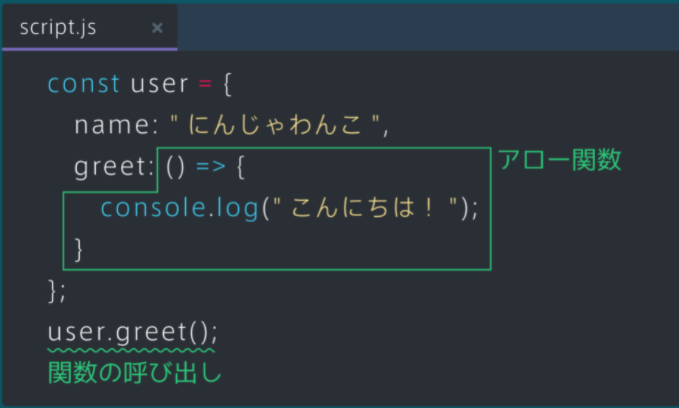 script.js ×
const user = {
name: " にんじゃわんこ ",
greet: () => {
アロー関数
console.log(" こんにちは！ ");
}
};
user.greet();
関数の呼び出し